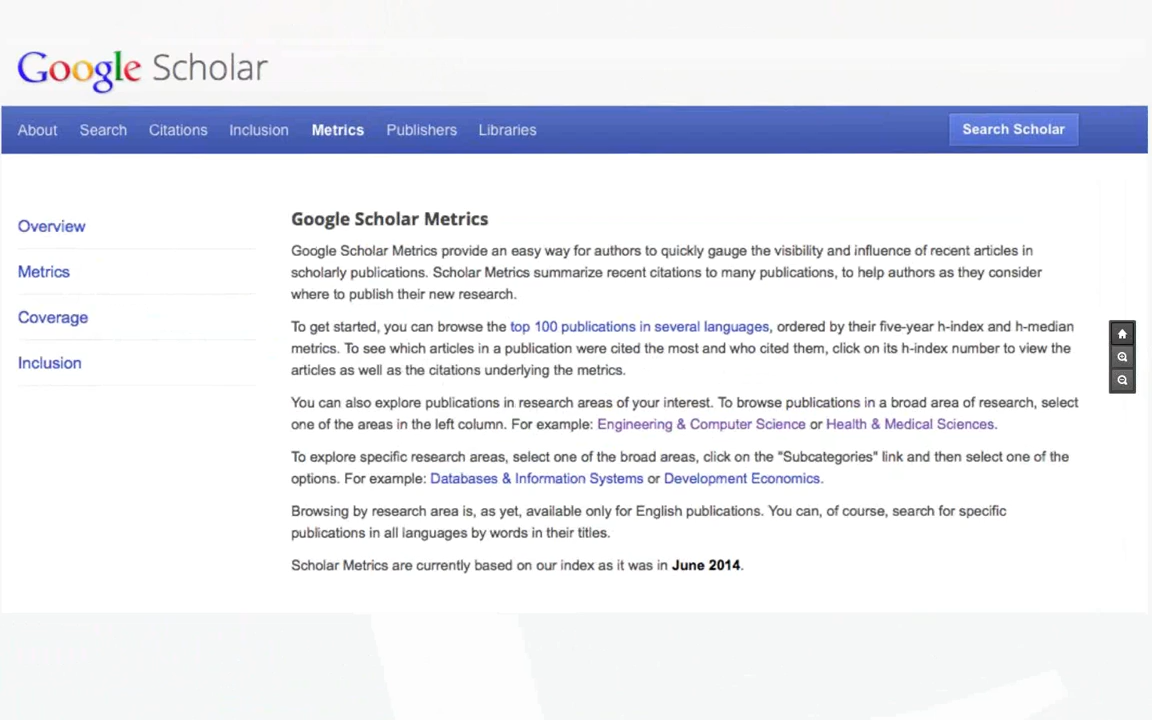 Google Scholar
About Search Citations Inclusion Metrics Publishers Libraries Search Scholar
Overview
Metrics
Coverage
Inclusion
Google Scholar Metrics
Google Scholar Metrics provide an easy way for authors to quickly gauge the visibility and influence of recent articles in
scholarly publications. Scholar Metrics summarize recent citations to many publications, to help authors as they consider
where to publish their new research.
To get started, you can browse the top 100 publications in several languages, ordered by their five-year h-index and h-median
metrics. To see which articles in a publication were cited the most and who cited them, click on its h-index number to view the
articles as well as the citations underlying the metrics.
You can also explore publications in research areas of your interest. To browse publications in a broad area of research, select
one of the areas in the left column. For example: Engineering & Computer Science or Health & Medical Sciences.
To explore specific research areas, select one of the broad areas, click on the "Subcategories" link and then select one of the
options. For example: Databases & Information Systems or Development Economics.
Browsing by research area is, as yet, available only for English publications. You can, of course, search for specific
publications in all languages by words in their titles.
Scholar Metrics are currently based on our index as it was in June 2014.